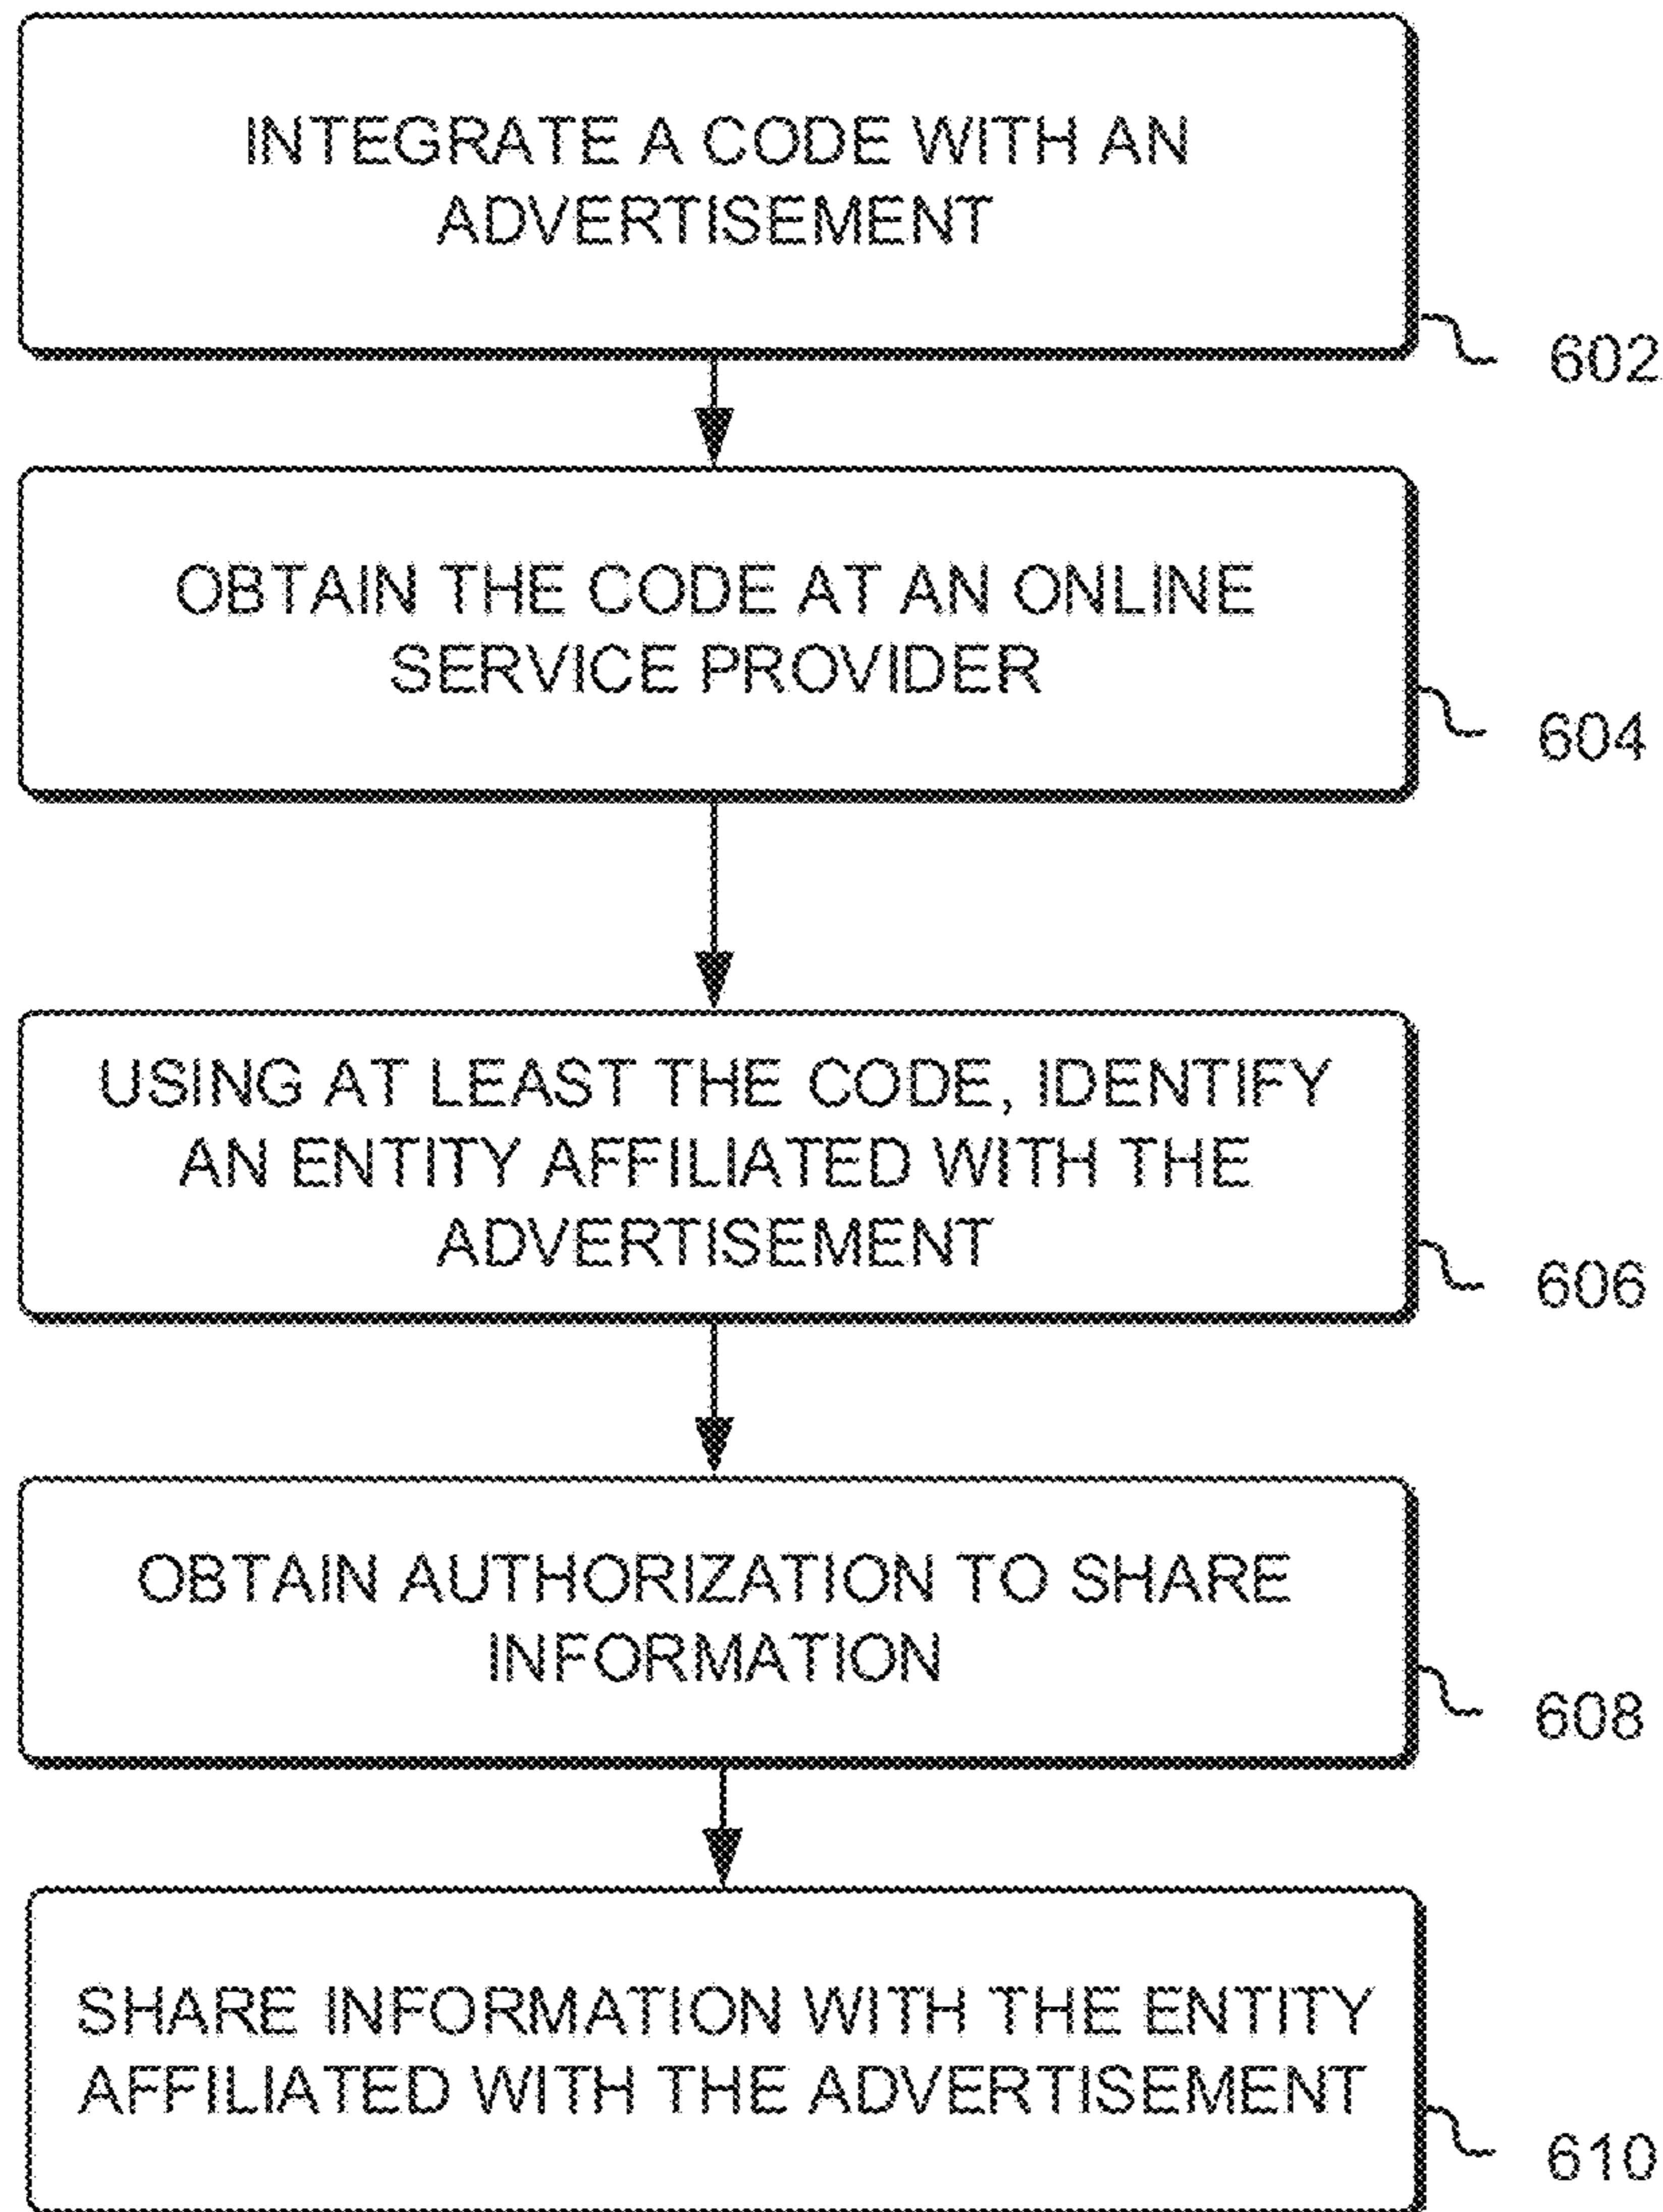 INTEGRATE A CODE WITH AN
ADVERTISEMENT
602
OBTAIN THE CODE AT AN ONLINE
SERVICE PROVIDER
604
USING AT LEAST THE CODE, IDENTIFY
AN ENTITY AFFILIATED WITH THE
ADVERTISEMENT
606
OBTAIN AUTHORIZATION TO SHARE
INFORMATION
608
SHARE INFORMATION WITH THE ENTITY
AFFILIATED WITH THE ADVERTISEMENT
610